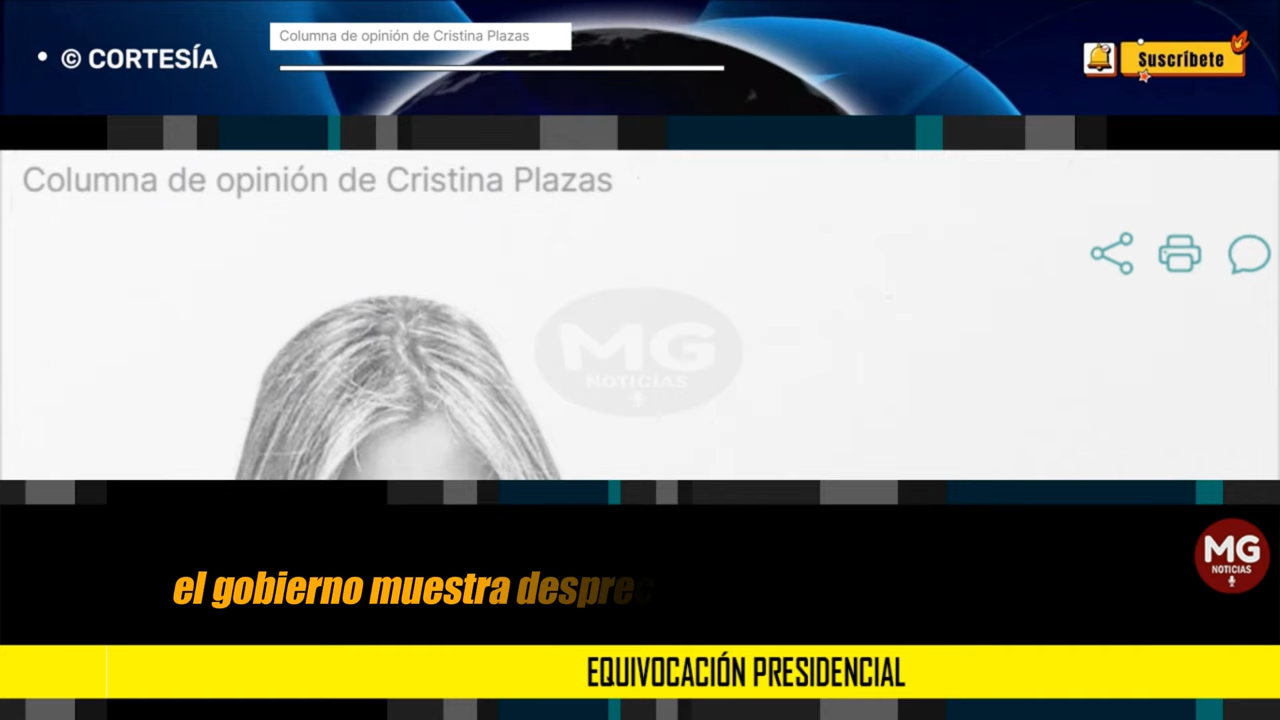 Columna de opinión de Cristina Plazas
• © CORTESÍA
Suscríbete
Columna de opinión de Cristina Plazas
MG
NOTICIAS
el gobierno muestra
MG
NOTICIAS
EQUIVOCACIÓN PRESIDENCIAL